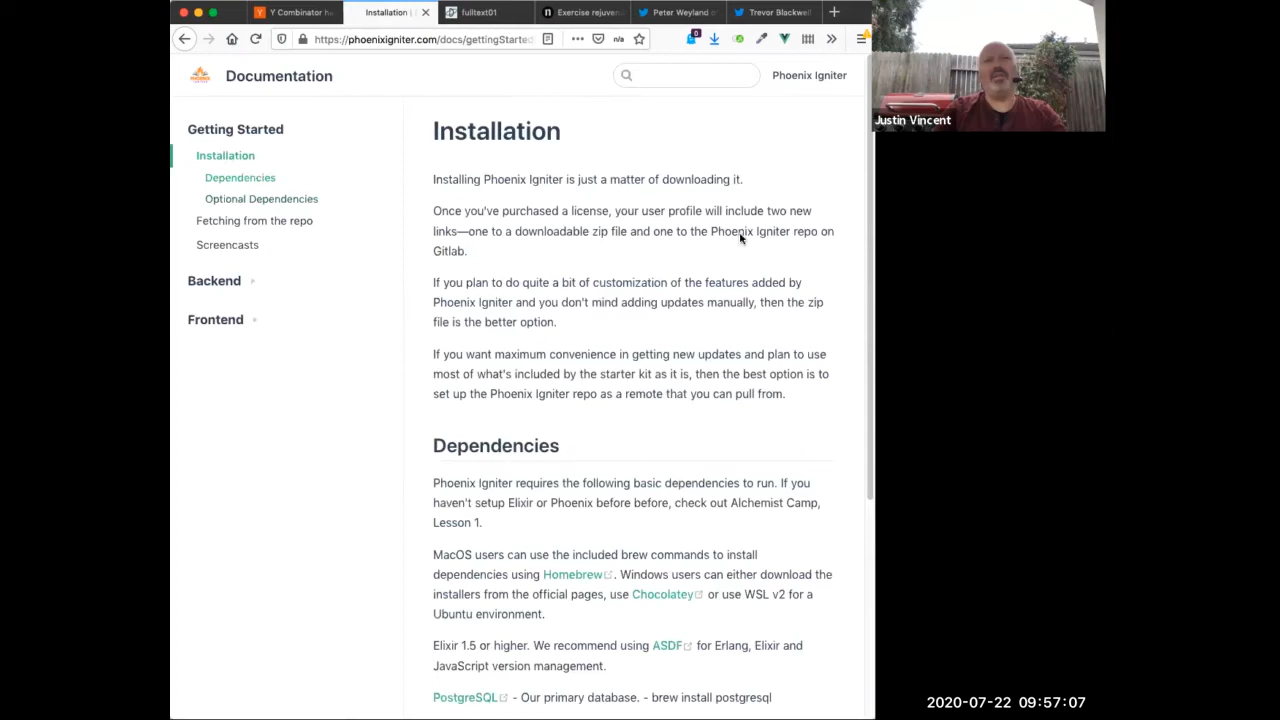 Y Combinator ha
Installation |
fulltext01
Exercise rejuven
Peter Weyland o
Trevor Blackwell
https://phoenixigniter.com/docs/gettingStarte
n/a
0
PHOENIX
IGNITER
Documentation
Phoenix Igniter
Justin Vincent
Getting Started
Installation
Dependencies
Optional Dependencies
Fetching from the repo
Screencasts
Backend
Frontend
Installation
Installing Phoenix Igniter is just a matter of downloading it.
Once you've purchased a license, your user profile will include two new
links—one to a downloadable zip file and one to the Phoenix Igniter repo on
Gitlab.
If you plan to do quite a bit of customization of the features added by
Phoenix Igniter and you don't mind adding updates manually, then the zip
file is the better option.
If you want maximum convenience in getting new updates and plan to use
most of what's included by the starter kit as it is, then the best option is to
set up the Phoenix Igniter repo as a remote that you can pull from.
Dependencies
Phoenix Igniter requires the following basic dependencies to run. If you
haven't setup Elixir or Phoenix before before, check out Alchemist Camp,
Lesson 1.
MacOS users can use the included brew commands to install
dependencies using Homebrew. Windows users can either download the
installers from the official pages, use Chocolatey or use WSL v2 for a
Ubuntu environment.
Elixir 1.5 or higher. We recommend using ASDF for Erlang, Elixir and
JavaScript version management.
PostgreSQL - Our primary database. - brew install postgresql
2020-07-22 09:57:07